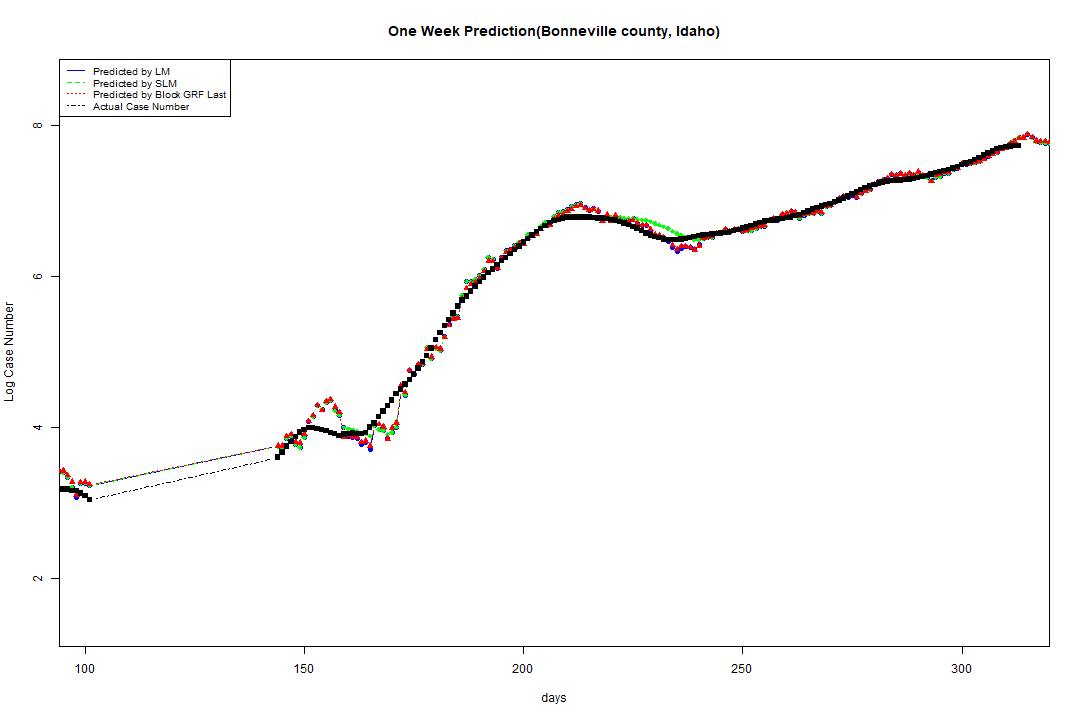 One Week Prediction(Bonneville county, Idaho)
Predicted by LM
Predicted by SLM
Predicted by Block GRF Last
Actual Case Number
8
6
4
2
Log Case Number
100 150 200 250 300
days